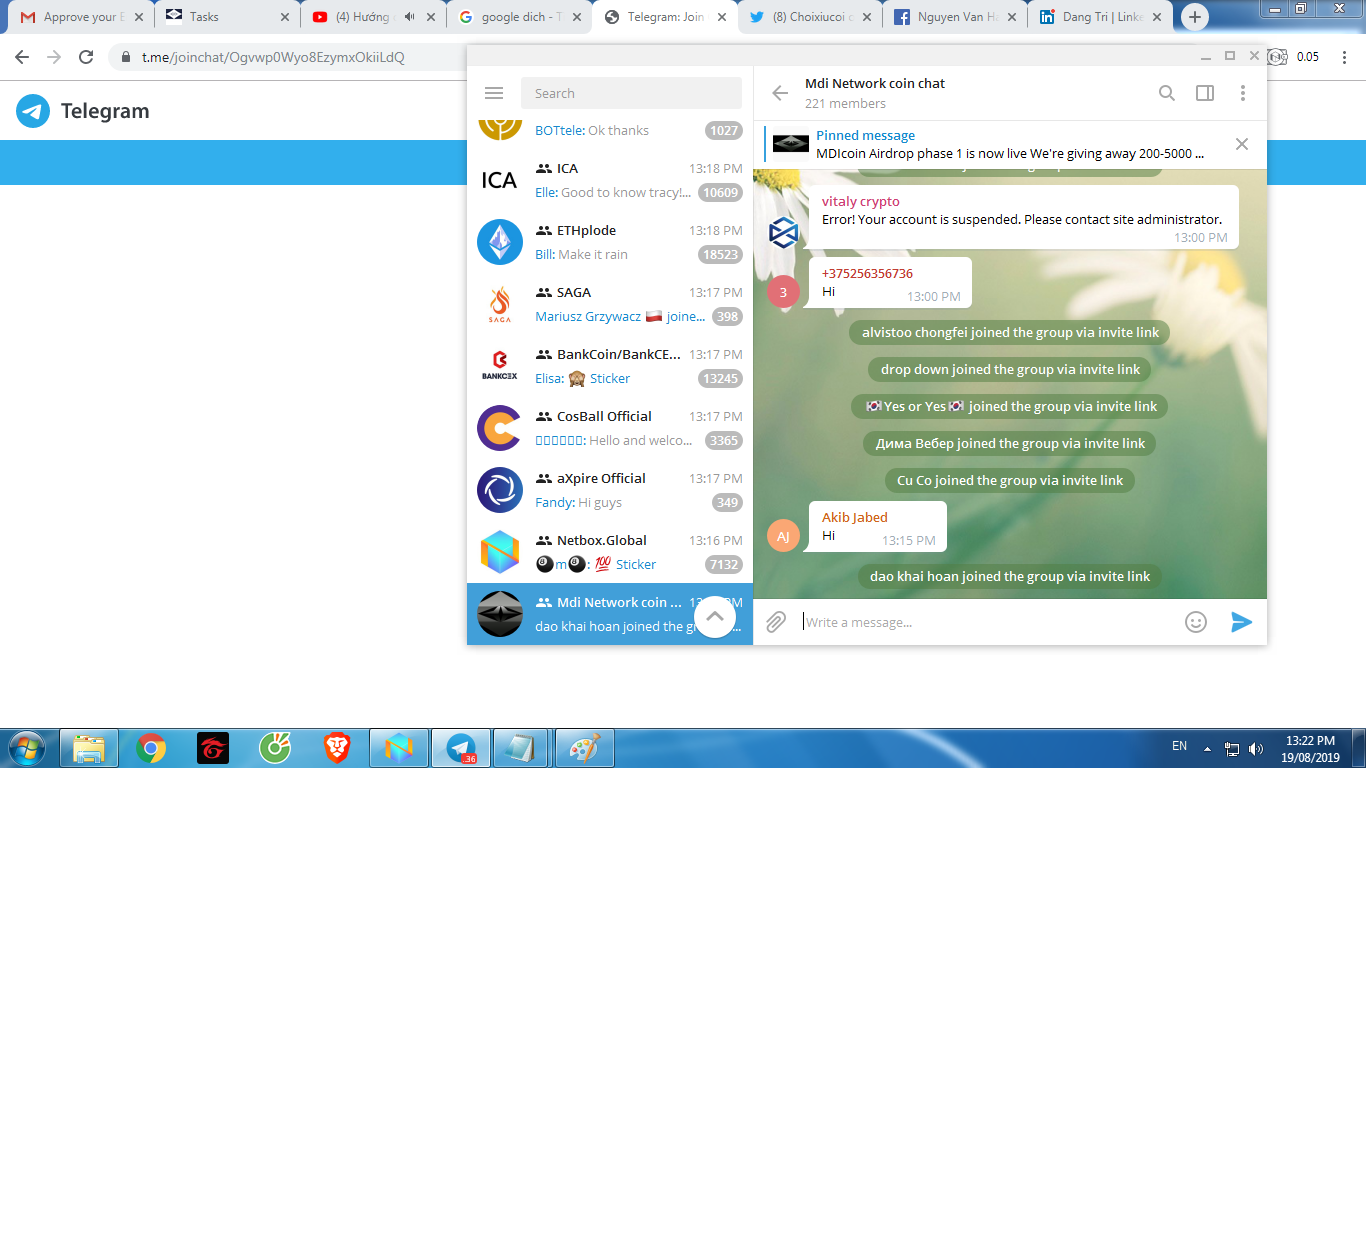 Approve your E
Tasks
(4) Hướng
google dich - T
Telegram: Join
(8) Choixiucoi
Nguyen Van Ha
Dang Tri | Linke
t.me/joinchat/Ogvwp0Wyo8EzymxOkiiLdQ
0.05
Telegram
Search
BOTtele: Ok thanks
1027
ICA
ICA
13:18 PM
Elle: Good to know tracy!...
10609
ETHplode
13:18 PM
Bill: Make it rain
18523
SAGA
SAGA
13:17 PM
Mariusz Grzywacz 🇵🇱 joine...
398
BANKCEX
BankCoin/BankCE...
13:17 PM
Elisa: 🙊 Sticker
13245
CosBall Official
13:17 PM
▯▯▯▯▯▯: Hello and welco...
3365
aXpire Official
13:17 PM
Fandy: Hi guys
349
Netbox.Global
13:16 PM
🎱m🎱: 💯 Sticker
7132
Mdi Network coin ...
dao khai hoan joined the gr...
Mdi Network coin chat
221 members
Pinned message
MDIcoin Airdrop phase 1 is now live We're giving away 200-5000 ...
vitaly crypto
Error! Your account is suspended. Please contact site administrator.
13:00 PM
3
+375256356736
Hi
13:00 PM
alvistoo chongfei joined the group via invite link
drop down joined the group via invite link
🇰🇷Yes or Yes🇰🇷 joined the group via invite link
Дима Вебер joined the group via invite link
Cu Co joined the group via invite link
AJ
Akib Jabed
Hi
13:15 PM
dao khai hoan joined the group via invite link
Write a message...
.36
EN
13:22 PM
19/08/2019